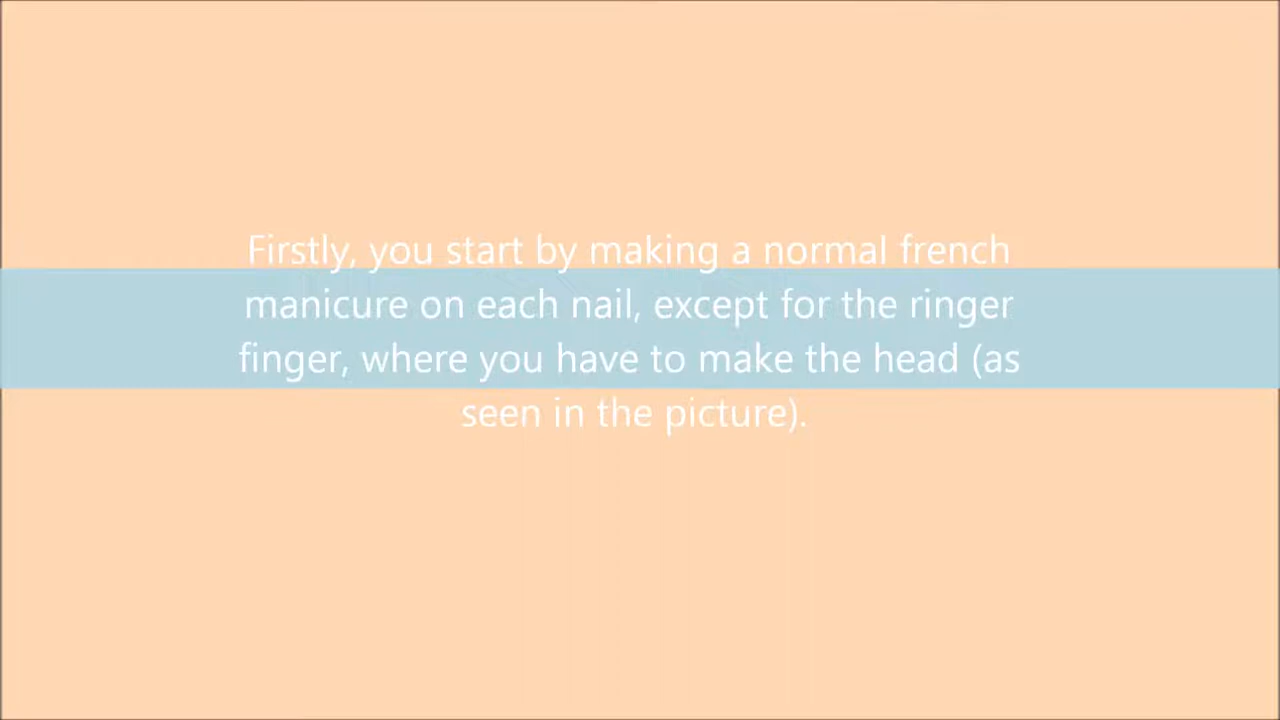 Firstly, you start by making a normal french
manicure on each nail, except for the ringer
finger, where you have to make the head (as
seen in the picture).